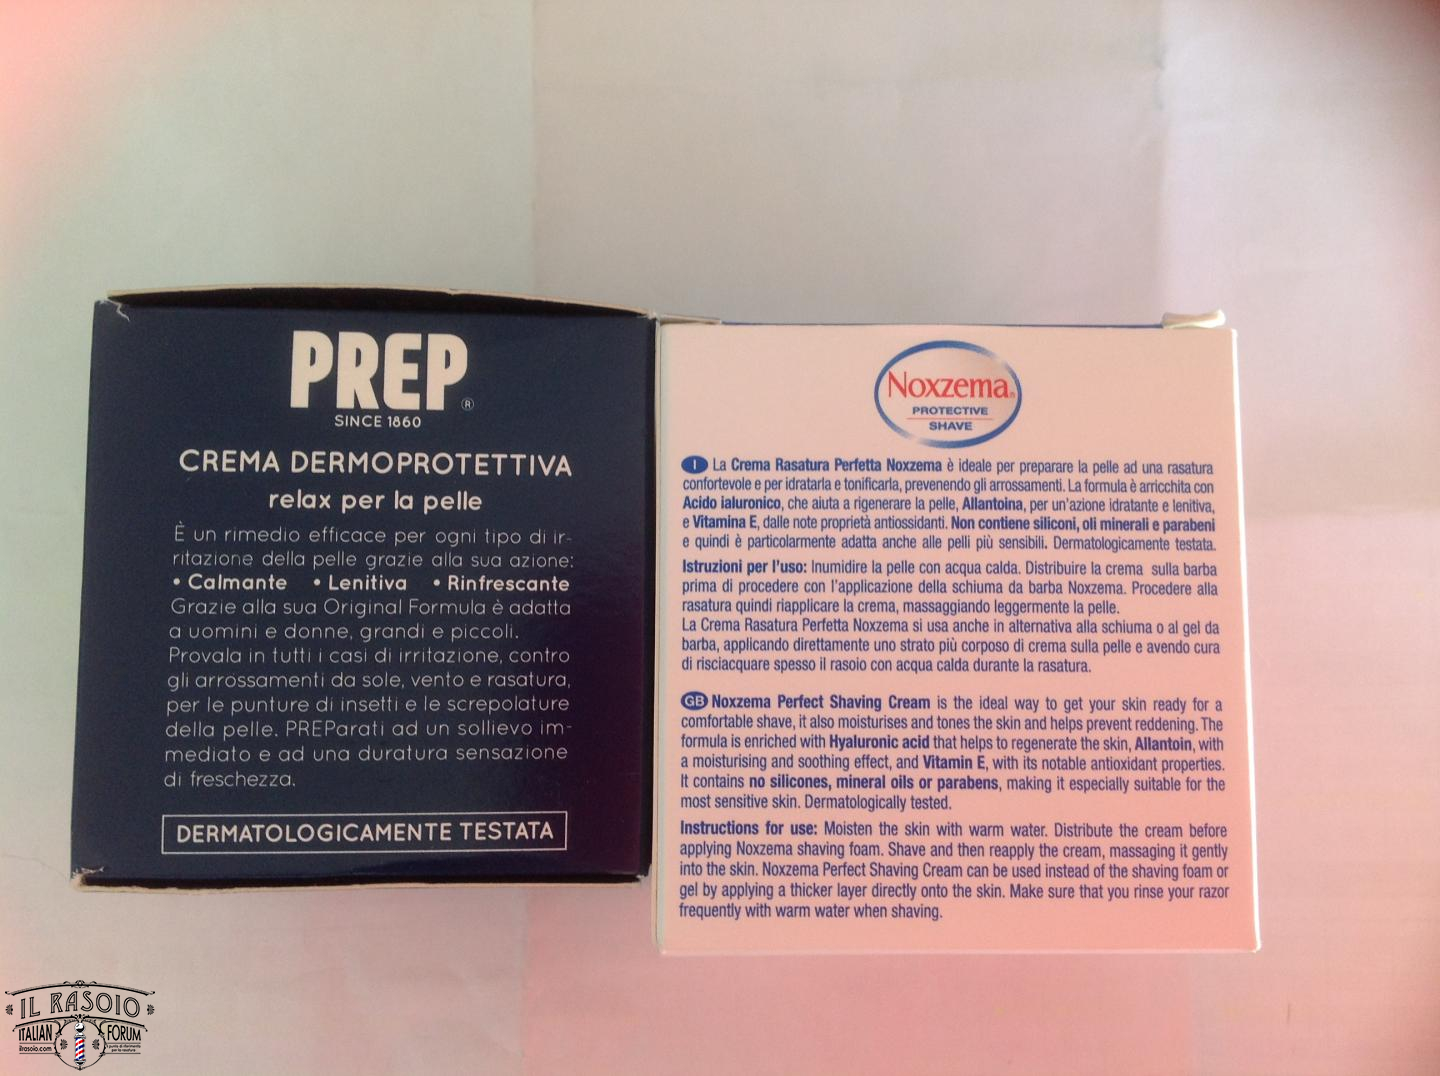 PREP®
SINCE 1860
CREMA DERMOPROTETTIVA
relax per la pelle
È un rimedio efficace per ogni tipo di ir-
ritazione della pelle grazie alla sua azione:
• Calmante • Lenitiva • Rinfrescante
Grazie alla sua Original Formula è adatta
a uomini e donne, grandi e piccoli.
Provala in tutti i casi di irritazione, contro
gli arrossamenti da sole, vento e rasatura,
per le punture di insetti e le screpolature
della pelle. PREParati ad un sollievo im-
mediato e ad una duratura sensazione
di freschezza.
DERMATOLOGICAMENTE TESTATA
Noxzema®
PROTECTIVE
SHAVE
I La Crema Rasatura Perfetta Noxzema è ideale per preparare la pelle ad una rasatura
confortevole e per idratarla e tonificarla, prevenendo gli arrossamenti. La formula è arricchita con
Acido ialuronico, che aiuta a rigenerare la pelle, Allantoina, per un'azione idratante e lenitiva,
e Vitamina E, dalle note proprietà antiossidanti. Non contiene siliconi, oli minerali e parabeni
e quindi è particolarmente adatta anche alle pelli più sensibili. Dermatologicamente testata.
Istruzioni per l'uso: Inumidire la pelle con acqua calda. Distribuire la crema sulla barba
prima di procedere con l'applicazione della schiuma da barba Noxzema. Procedere alla
rasatura quindi riapplicare la crema, massaggiando leggermente la pelle.
La Crema Rasatura Perfetta Noxzema si usa anche in alternativa alla schiuma o al gel da
barba, applicando direttamente uno strato più corposo di crema sulla pelle e avendo cura
di risciacquare spesso il rasoio con acqua calda durante la rasatura.
GB Noxzema Perfect Shaving Cream is the ideal way to get your skin ready for a
comfortable shave, it also moisturises and tones the skin and helps prevent reddening. The
formula is enriched with Hyaluronic acid that helps to regenerate the skin, Allantoin, with
a moisturising and soothing effect, and Vitamin E, with its notable antioxidant properties.
It contains no silicones, mineral oils or parabens, making it especially suitable for the
most sensitive skin. Dermatologically tested.
Instructions for use: Moisten the skin with warm water. Distribute the cream before
applying Noxzema shaving foam. Shave and then reapply the cream, massaging it gently
into the skin. Noxzema Perfect Shaving Cream can be used instead of the shaving foam or
gel by applying a thicker layer directly onto the skin. Make sure that you rinse your razor
frequently with warm water when shaving.
IL RASOIO
ITALIAN FORUM
ilrasoio.com